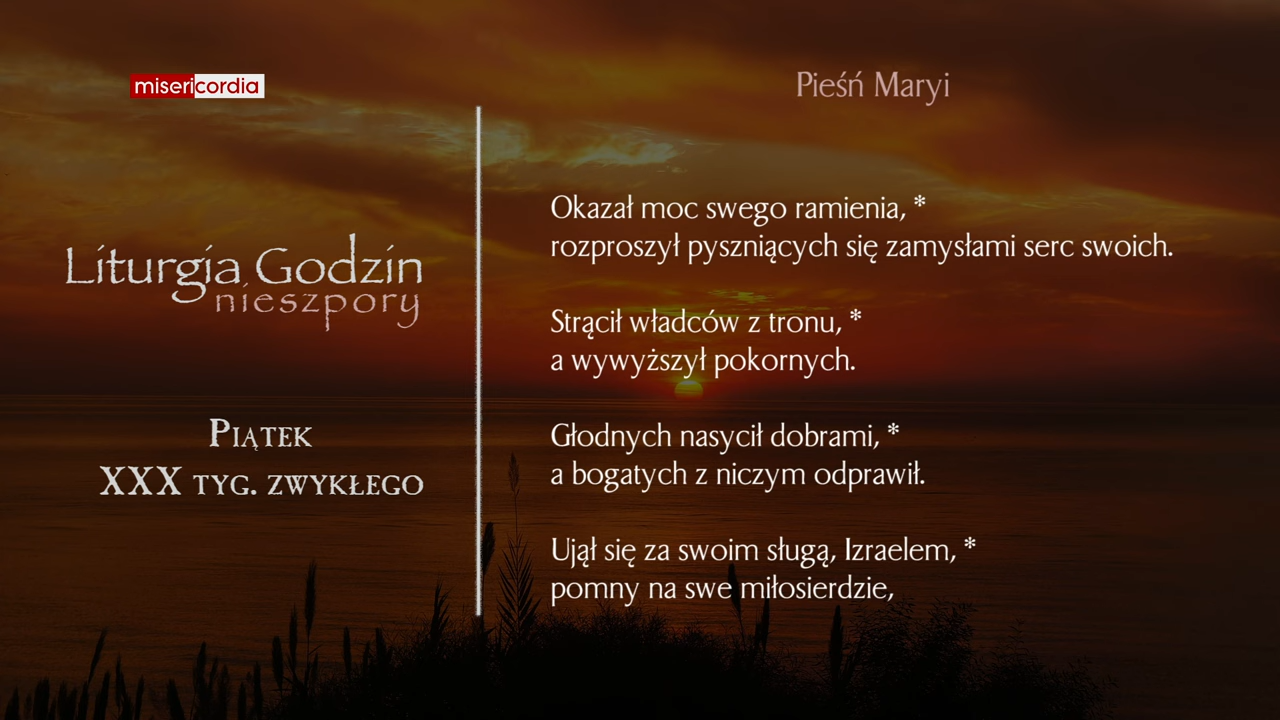 misericordia
Liturgia Godzin
nieszpory
Piątek
XXX tyg. zwykłego
Pieśń Maryi
Okazał moc swego ramienia, *
rozproszył pyszniących się zamysłami serc swoich.
Strącił władców z tronu, *
a wywyższył pokornych.
Głodnych nasycił dobrami, *
a bogatych z niczym odprawił.
Ujął się za swoim sługą, Izraelem, *
pomny na swe miłosierdzie,